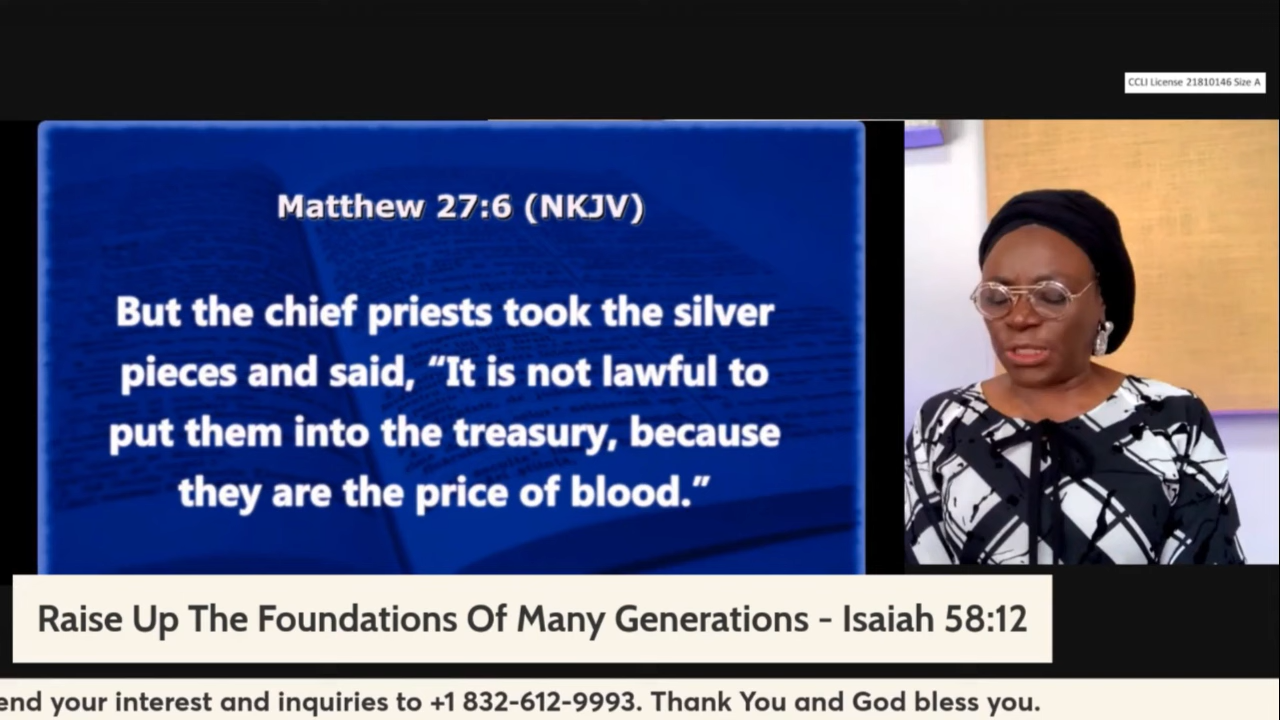 CCLI License 21810146 Size A
Matthew 27:6 (NKJV)
But the chief priests took the silver
pieces and said, “It is not lawful to
put them into the treasury, because
they are the price of blood.”
Raise Up The Foundations Of Many Generations - Isaiah 58:12
your interest and inquiries to +1 832-612-9993. Thank You and God bless you.